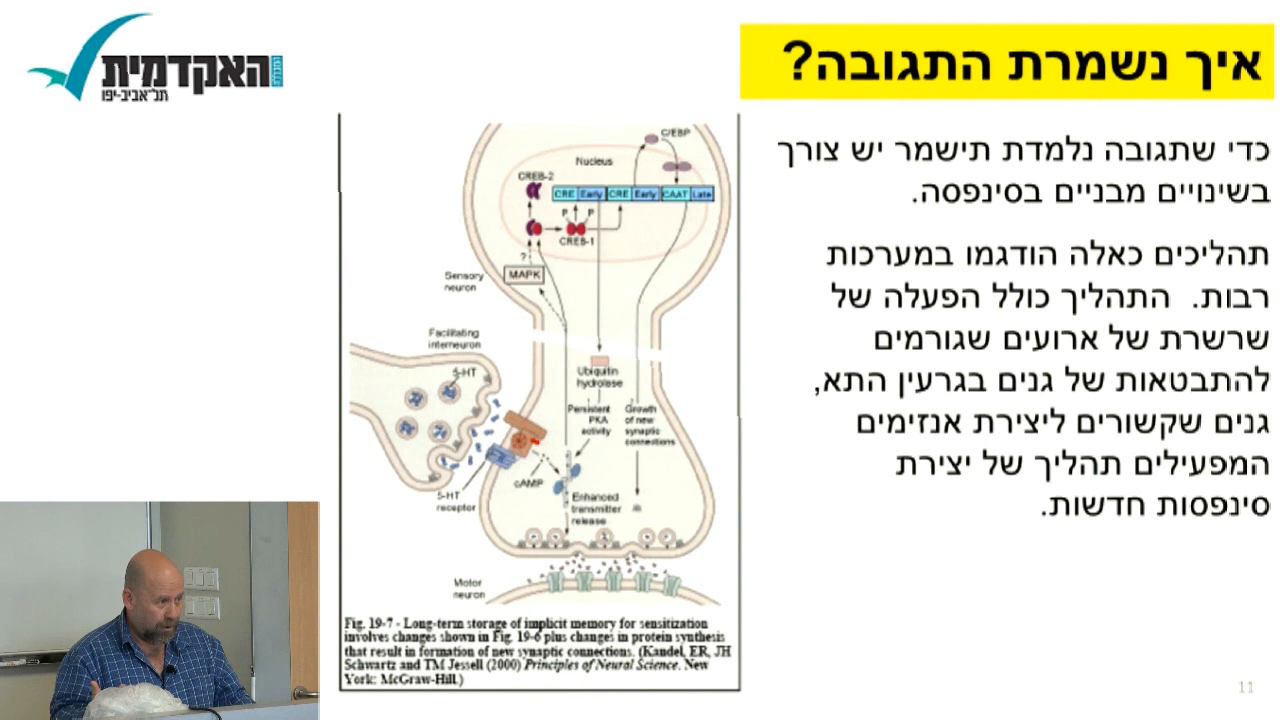 האקדמית
תל־אביב-יפו
איך נשמרת התגובה?
כדי שתגובה נלמדת תישמר יש צורך
בשינויים מבניים בסינפסה.
תהליכים כאלה הודגמו במערכות
רבות. התהליך כולל הפעלה של
שרשרת של ארועים שגורמים
להתבטאות של גנים בגרעין התא,
גנים שקשורים ליצירת אנזימים
המפעילים תהליך של יצירת
סינפסות חדשות.
C/EBP
Nucleus
CREB-2
CRE Early CRE Early CAAT Late
P P
CREB-1
?
MAPK
Sensory
neuron
Facilitating
interneuron
5-HT
Ubiquitin
hydrolase
Persistent
PKA
activity
Growth
of new
synaptic
connections
cAMP
5-HT
receptor
Enhanced
transmitter
release
Motor
neuron
Fig. 19-7 - Long-term storage of implicit memory for sensitization
involves changes shown in Fig. 19-6 plus changes in protein synthesis
that result in formation of new synaptic connections. (Kandel, ER, JH
Schwartz and TM Jessell (2000) Principles of Neural Science. New
York: McGraw-Hill.)
11